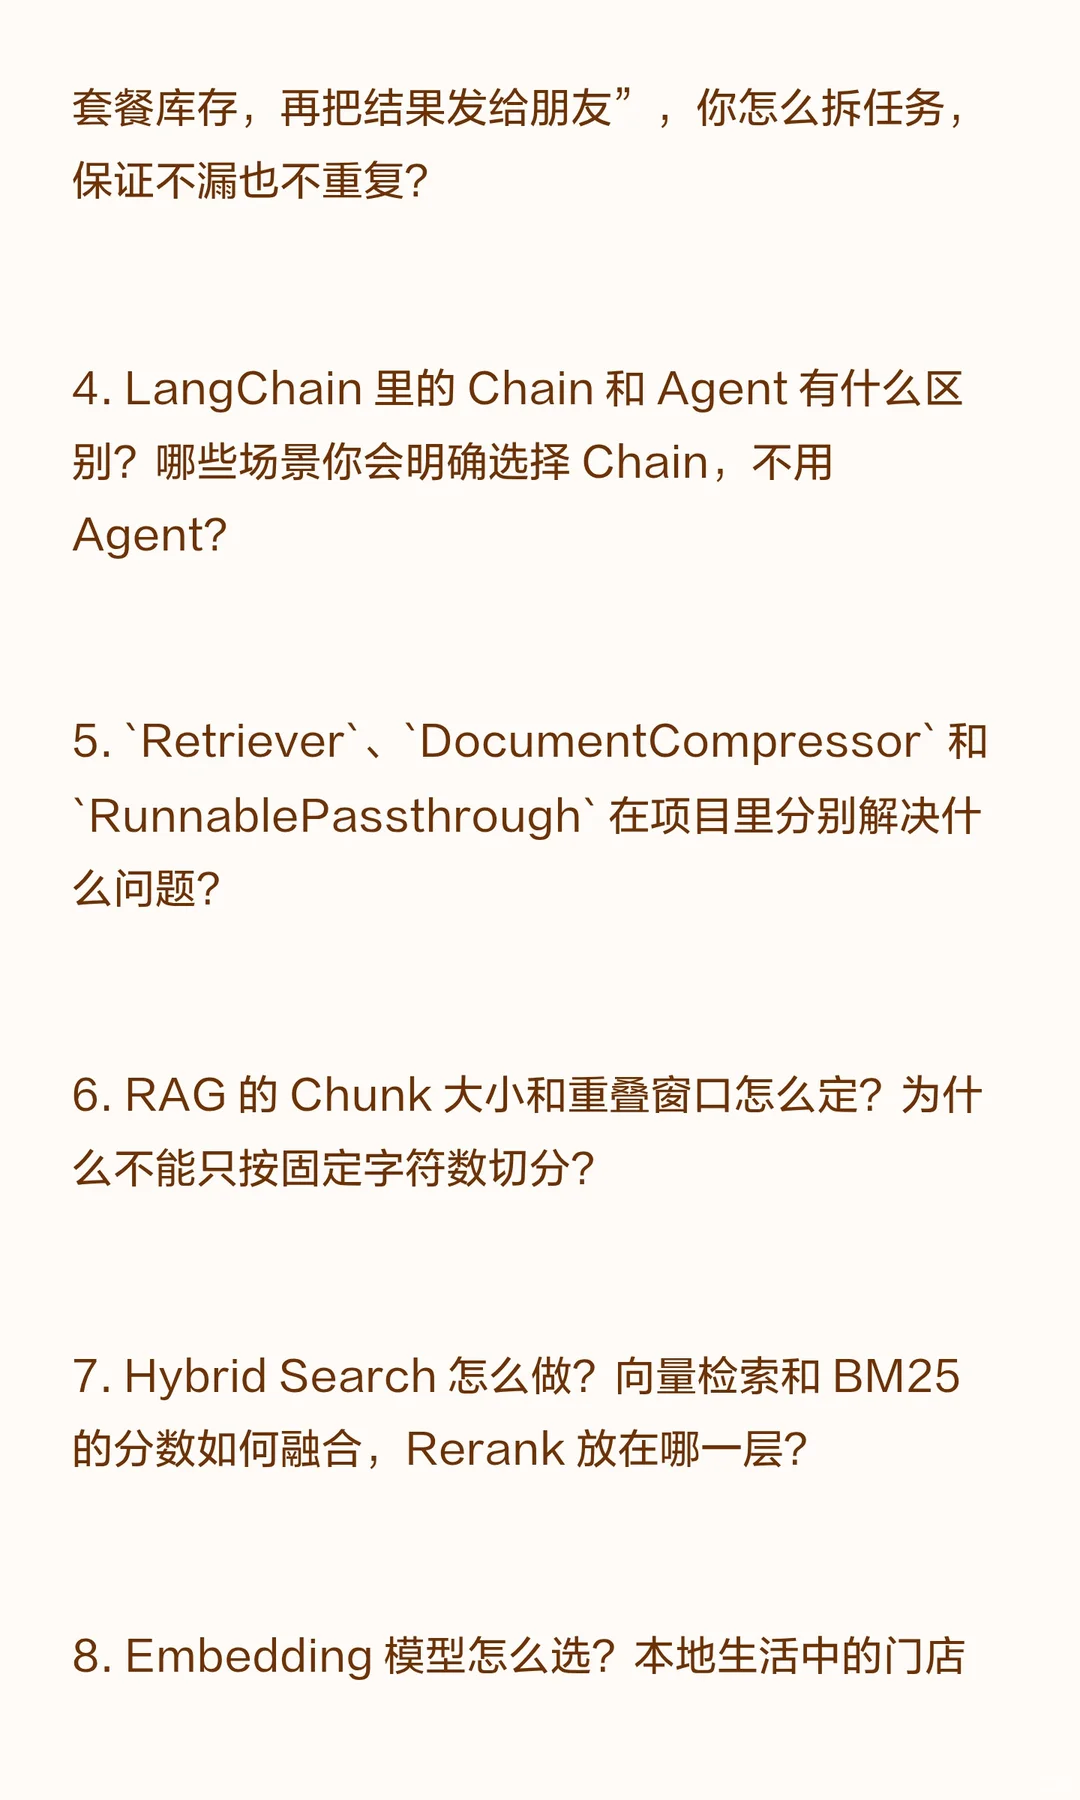 套餐库存，再把结果发给朋友”，你怎么拆任务，
保证不漏也不重复？
4. LangChain 里的 Chain 和 Agent 有什么区
别？哪些场景你会明确选择 Chain，不用
Agent？
5. `Retriever`、`DocumentCompressor` 和
`RunnablePassthrough` 在项目里分别解决什
么问题？
6. RAG 的 Chunk 大小和重叠窗口怎么定？为什
么不能只按固定字符数切分？
7. Hybrid Search 怎么做？向量检索和 BM25
的分数如何融合，Rerank 放在哪一层？
8. Embedding 模型怎么选？本地生活中的门店